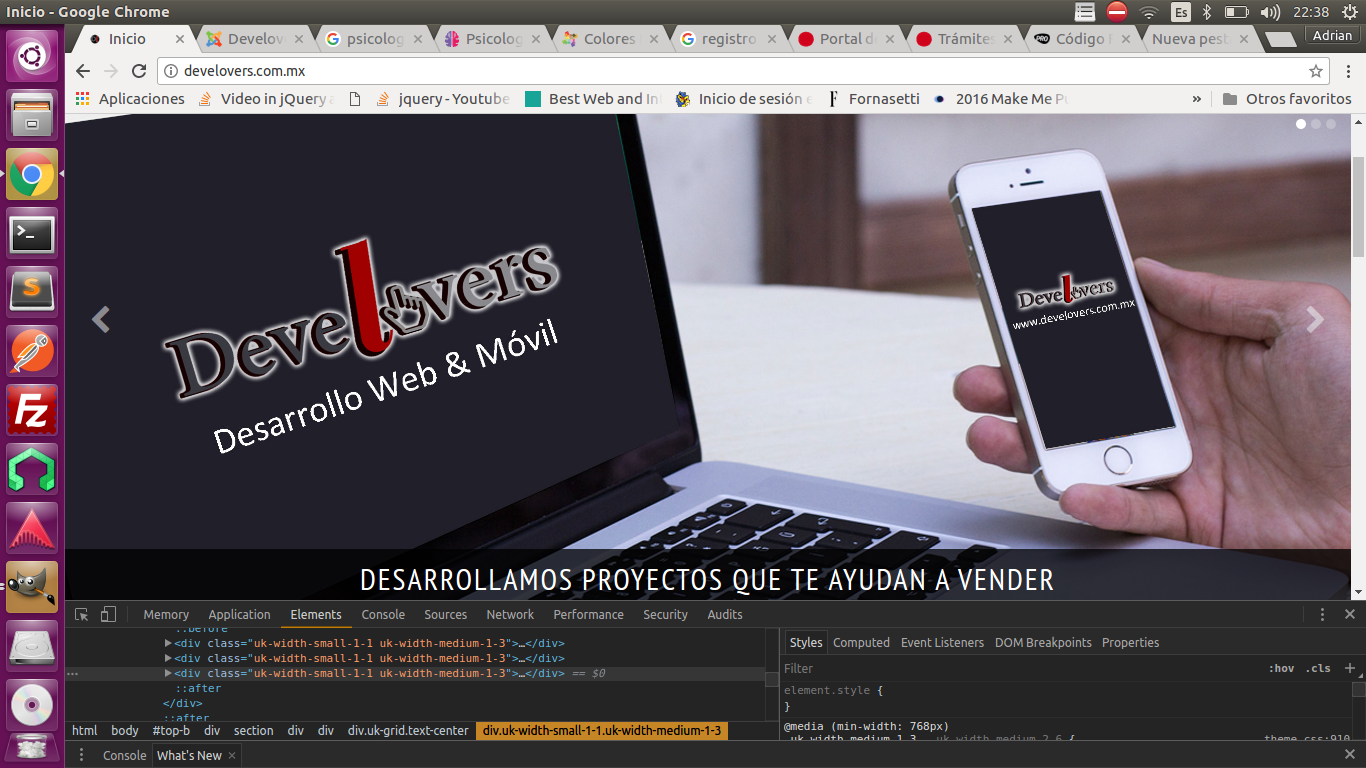 Inicio - Google Chrome
Es
22:38
Inicio
Develov
psicolog
Psicolog
Colores
registro
Portal d
Trámite
Código
Nueva pest
Adrian
develovers.com.mx
Aplicaciones
Video in jQuery
jquery - Youtube
Best Web and In
Inicio de sesión
Fornasetti
2016 Make Me P
»
Otros favoritos
Develovers
Desarrollo Web & Móvil
Develovers
www.develovers.com.mx
DESARROLLAMOS PROYECTOS QUE TE AYUDAN A VENDER
Memory
Application
Elements
Console
Sources
Network
Performance
Security
Audits
::before
<div class="uk-width-small-1-1 uk-width-medium-1-3">…</div>
<div class="uk-width-small-1-1 uk-width-medium-1-3">…</div>
<div class="uk-width-small-1-1 uk-width-medium-1-3">…</div> == $0
::after
</div>
::after
html body #top-b div section div div div.uk-grid.text-center div.uk-width-small-1-1.uk-width-medium-1-3
Styles
Computed
Event Listeners
DOM Breakpoints
Properties
Filter
:hov
.cls
element.style {
}
@media (min-width: 768px)
.uk-width-medium-1-3, .uk-width-medium-2-6 {
theme.css:910
Console
What's New